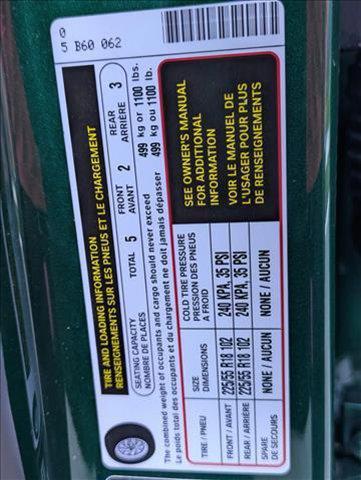 0
5 B60 062
TIRE AND LOADING INFORMATION
RENSEIGNEMENTS SUR LES PNEUS ET LE CHARGEMENT
SEATING CAPACITY
NOMBRE DE PLACES
TOTAL 5
FRONT
AVANT 2
REAR
ARRIÈRE 3
The combined weight of occupants and cargo should never exceed 499 kg or 1100 lbs.
Le poids total des occupants et du chargement ne doit jamais dépasser 499 kg ou 1100 lb.
TIRE / PNEU
SIZE
DIMENSIONS
COLD TIRE PRESSURE
PRESSION DES PNEUS
A FROID
FRONT / AVANT 225/55 R18 102 240 KPA, 35 PSI
REAR / ARRIÈRE 225/55 R18 102 240 KPA, 35 PSI
SPARE
DE SECOURS
NONE / AUCUN NONE / AUCUN
SEE OWNER'S MANUAL
FOR ADDITIONAL
INFORMATION
VOIR LE MANUEL DE
L'USAGER POUR PLUS
DE RENSEIGNEMENTS